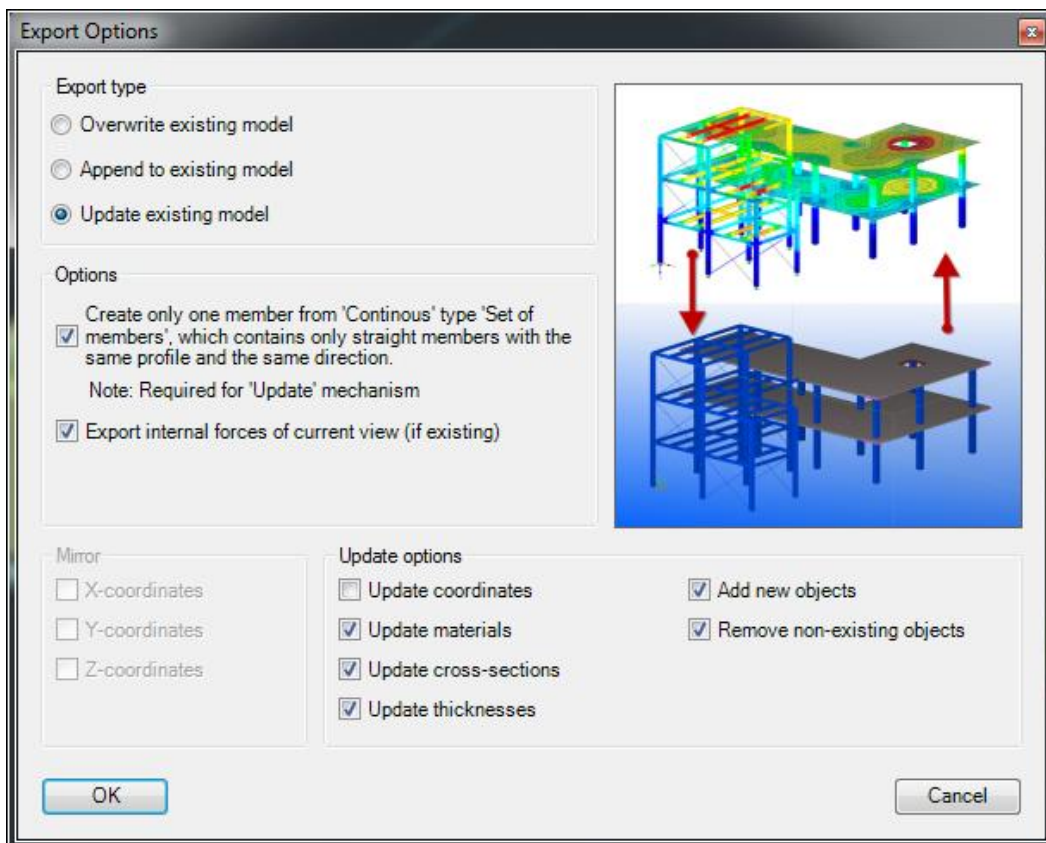 Export Options
Export type
Overwrite existing model
Append to existing model
Update existing model
Options
Create only one member from 'Continous' type 'Set of
members', which contains only straight members with the
same profile and the same direction.
Note: Required for 'Update' mechanism
Export internal forces of current view (if existing)
Mirror
X-coordinates
Y-coordinates
Z-coordinates
Update options
Update coordinates
Update materials
Update cross-sections
Update thicknesses
Add new objects
Remove non-existing objects
OK
Cancel